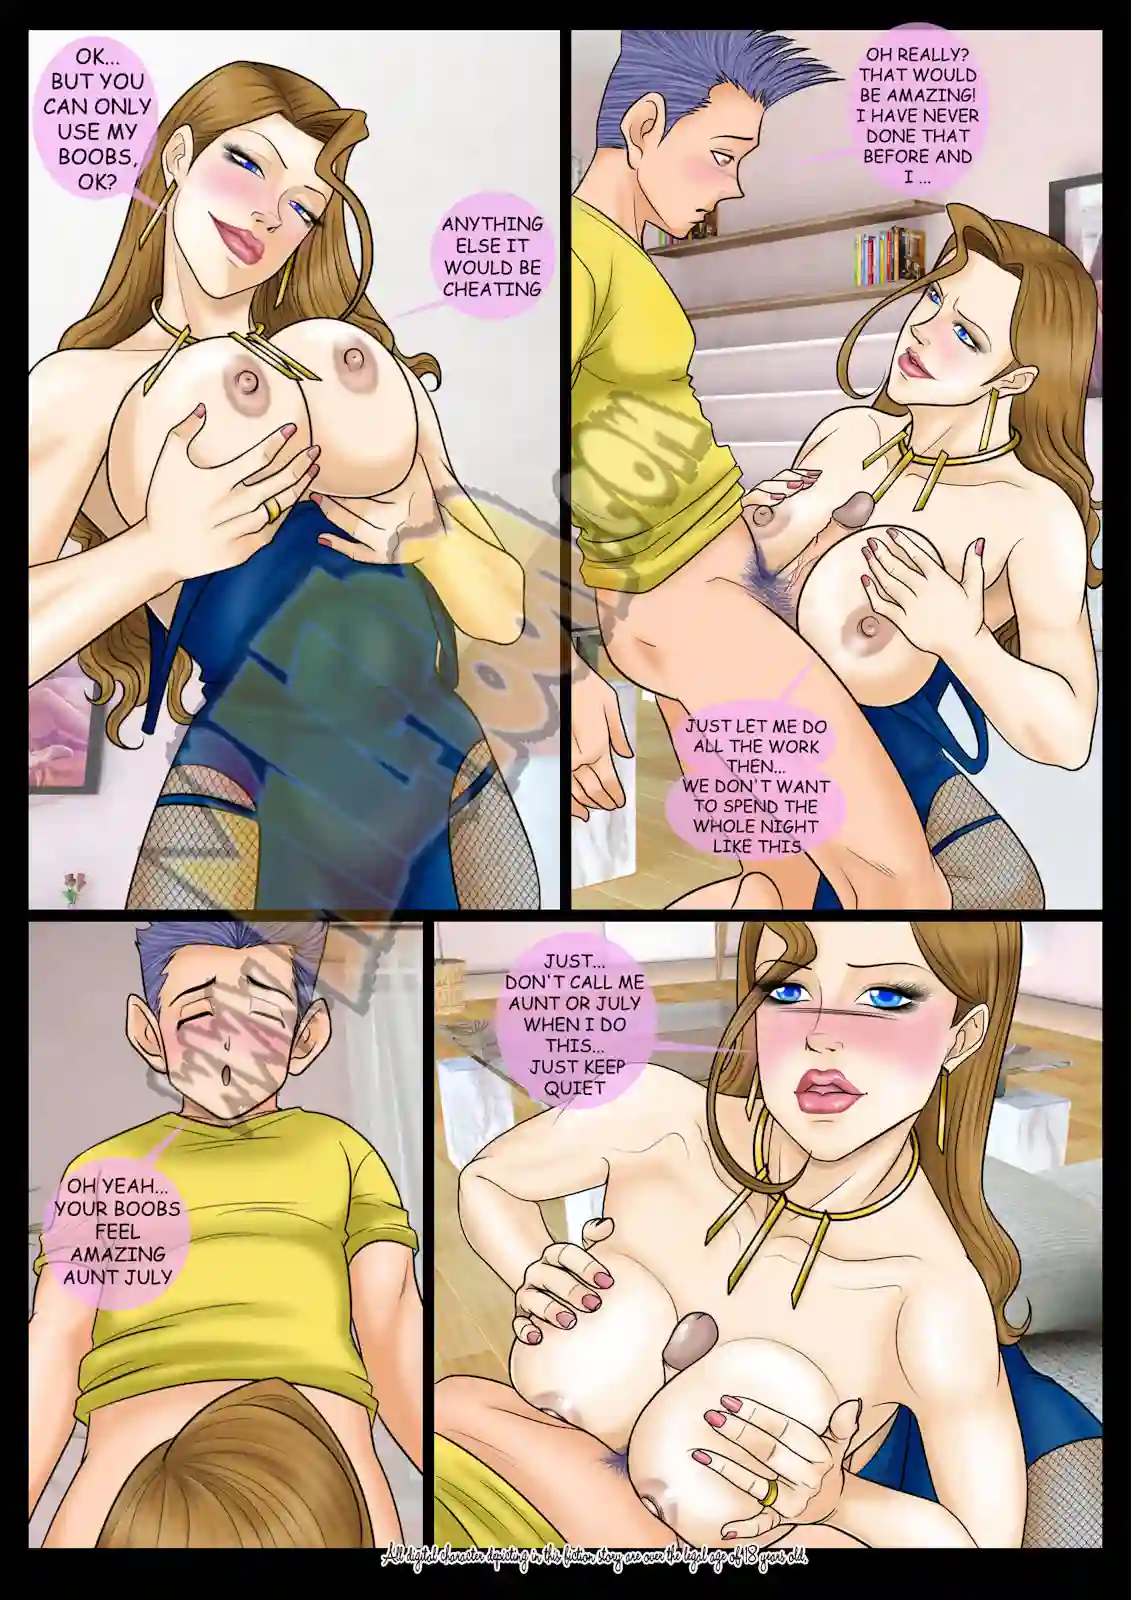 OK...
BUT YOU
CAN ONLY
USE MY
BOOBS,
OK?
ANYTHING
ELSE IT
WOULD BE
CHEATING
OH REALLY?
THAT WOULD
BE AMAZING!
I HAVE NEVER
DONE THAT
BEFORE AND
I ...
JUST LET ME DO
ALL THE WORK
THEN...
WE DON'T WANT
TO SPEND THE
WHOLE NIGHT
LIKE THIS
OH YEAH...
YOUR BOOBS
FEEL
AMAZING
AUNT JULY
JUST...
DON'T CALL ME
AUNT OR JULY
WHEN I DO
THIS...
JUST KEEP
QUIET
All digital character depicting in this fiction story are over the legal age of 18 years old.